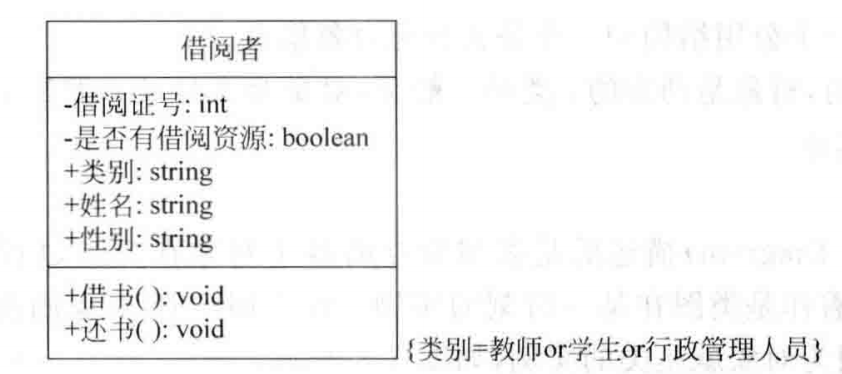 借阅者
-借阅证号: int
-是否有借阅资源: boolean
+类别: string
+姓名: string
+性别: string
+借书( ): void
+还书( ): void
{类别=教师or学生or行政管理人员}